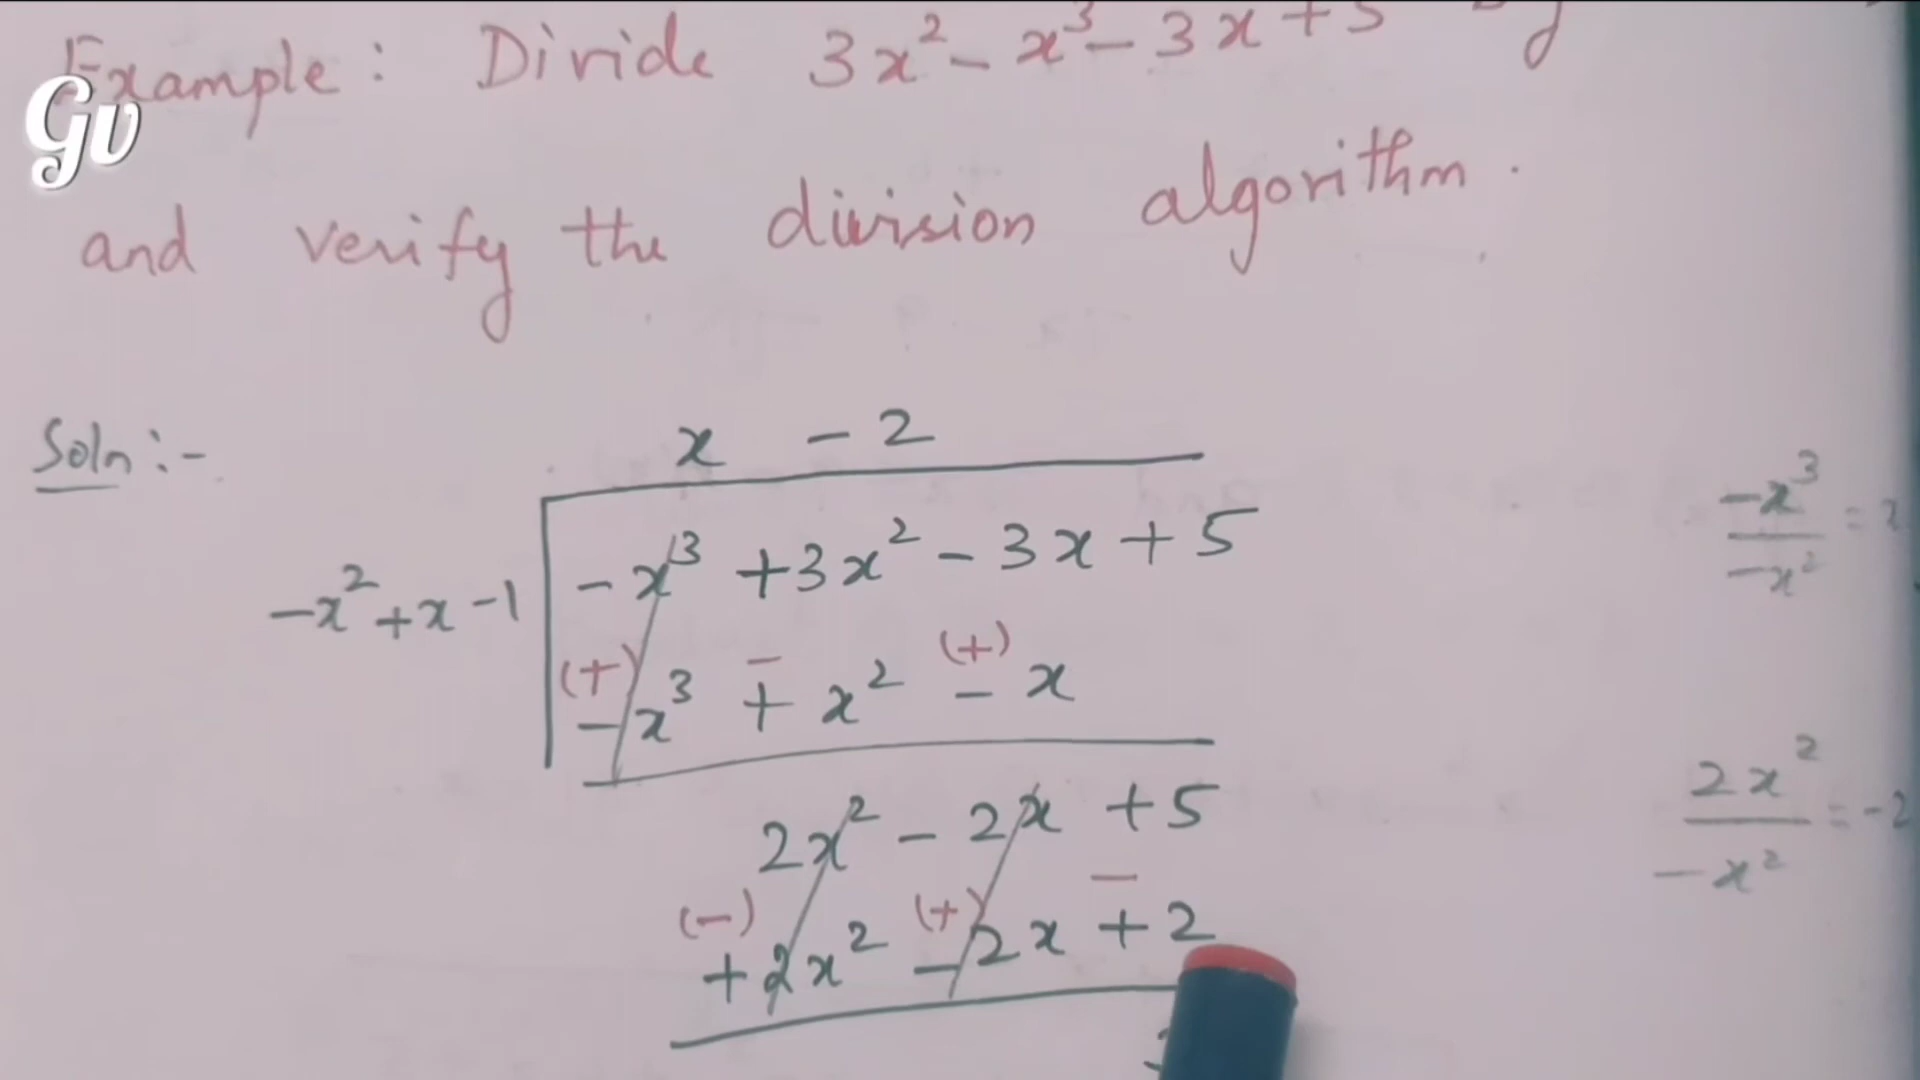 Example: Divide 3x² - x³ - 3x + 5
Gv
and verify the division algorithm.
Soln:-
x - 2
-x² + x - 1
-x³ + 3x² - 3x + 5
(+) - (+)
-x³ + x² - x
2x² - 2x + 5
(-) (+) -
+2x² - 2x + 2
-x³
-x² =
2x²
-x² = -2